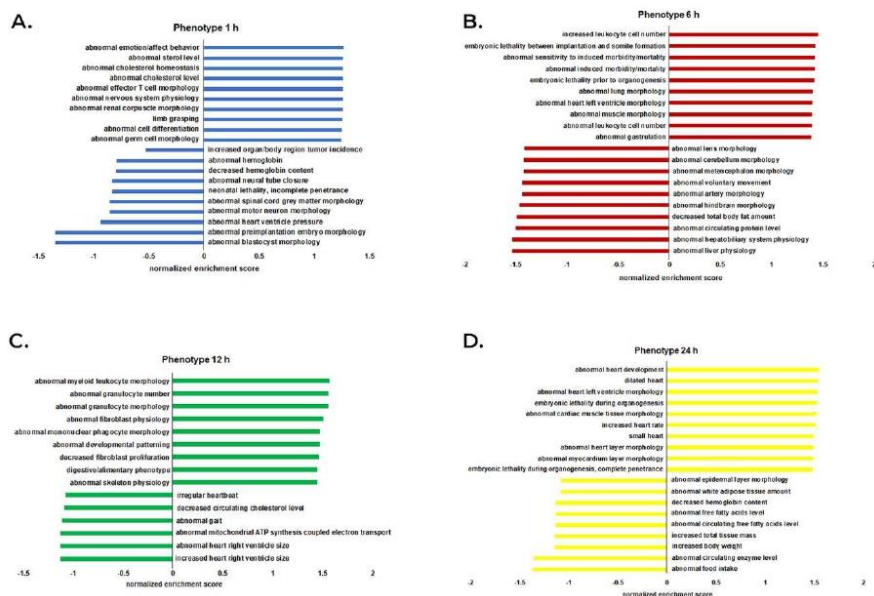 A.
Phenotype 1 h
abnormal emotion/affect behavior
abnormal sterol level
abnormal cholesterol homeostasis
abnormal cholesterol level
abnormal effector T cell morphology
abnormal nervous system physiology
abnormal renal corpuscle morphology
limb grasping
abnormal cell differentiation
abnormal germ cell morphology
increased organ/body region tumor incidence
abnormal hemoglobin
decreased hemoglobin content
abnormal neural tube closure
neonatal lethality, incomplete penetrance
abnormal spinal cord grey matter morphology
abnormal motor neuron morphology
abnormal heart ventricle pressure
abnormal preimplantation embryo morphology
abnormal blastocyst morphology
-1.5 -1 -0.5 0 0.5 1 1.5
normalized enrichment score
B.
Phenotype 6 h
increased leukocyte cell number
embryonic lethality between implantation and somite formation
abnormal sensitivity to induced morbidity/mortality
abnormal induced morbidity/mortality
embryonic lethality prior to organogenesis
abnormal lung morphology
abnormal heart left ventricle morphology
abnormal muscle morphology
abnormal leukocyte cell number
abnormal gastrulation
abnormal lens morphology
abnormal cerebellum morphology
abnormal metencephalon morphology
abnormal voluntary movement
abnormal artery morphology
abnormal hindbrain morphology
decreased total body fat amount
abnormal circulating protein level
abnormal hepatobiliary system physiology
abnormal liver physiology
-2 -1.5 -1 -0.5 0 0.5 1 1.5 2
normalized enrichment score
C.
Phenotype 12 h
abnormal myeloid leukocyte morphology
abnormal granulocyte number
abnormal granulocyte morphology
abnormal fibroblast physiology
abnormal mononuclear phagocyte morphology
abnormal developmental patterning
decreased fibroblast proliferation
digestive/alimentary phenotype
abnormal skeleton physiology
irregular heartbeat
decreased circulating cholesterol level
abnormal gait
abnormal mitochondrial ATP synthesis coupled electron transport
abnormal heart right ventricle size
increased heart right ventricle size
-1.5 -1 -0.5 0 0.5 1 1.5 2
normalized enrichment score
D.
Phenotype 24 h
abnormal heart development
dilated heart
abnormal heart left ventricle morphology
embryonic lethality during organogenesis
abnormal cardiac muscle tissue morphology
increased heart rate
small heart
abnormal heart layer morphology
abnormal myocardium layer morphology
embryonic lethality during organogenesis, complete penetrance
abnormal epidermal layer morphology
abnormal white adipose tissue amount
decreased hemoglobin content
abnormal free fatty acids level
abnormal circulating free fatty acids level
increased total tissue mass
increased body weight
abnormal circulating enzyme level
abnormal food intake
-2 -1.5 -1 -0.5 0 0.5 1 1.5 2
normalized enrichment score